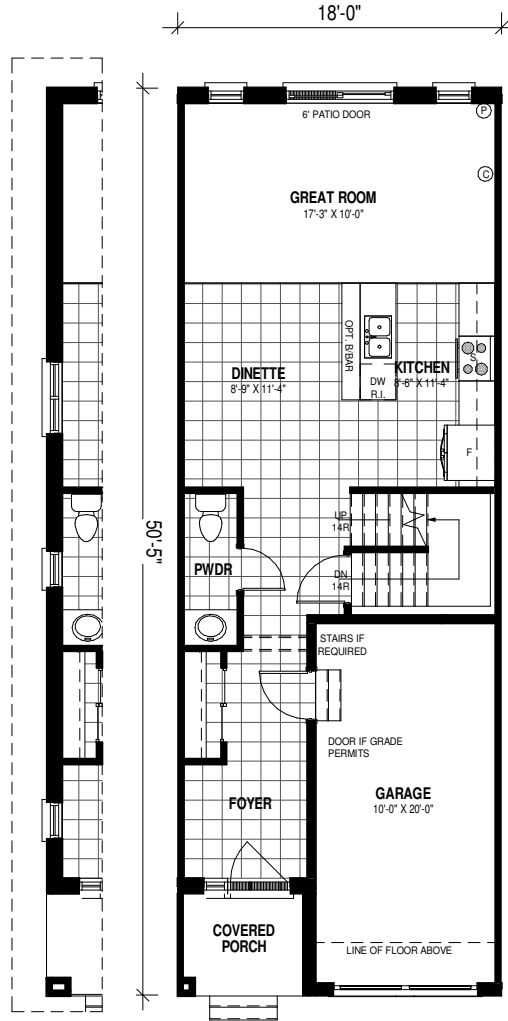 18'-0"
6' PATIO DOOR
P
C
GREAT ROOM
17'-3" X 10'-0"
OPT. B/BAR
DINETTE
8'-9" X 11'-4"
KITCHEN
8'-6" X 11'-4"
S
DW
R.I.
F
50'-5"
UP
14R
PWDR
DN
14R
STAIRS IF
REQUIRED
DOOR IF GRADE
PERMITS
FOYER
GARAGE
10'-0" X 20'-0"
COVERED
PORCH
LINE OF FLOOR ABOVE